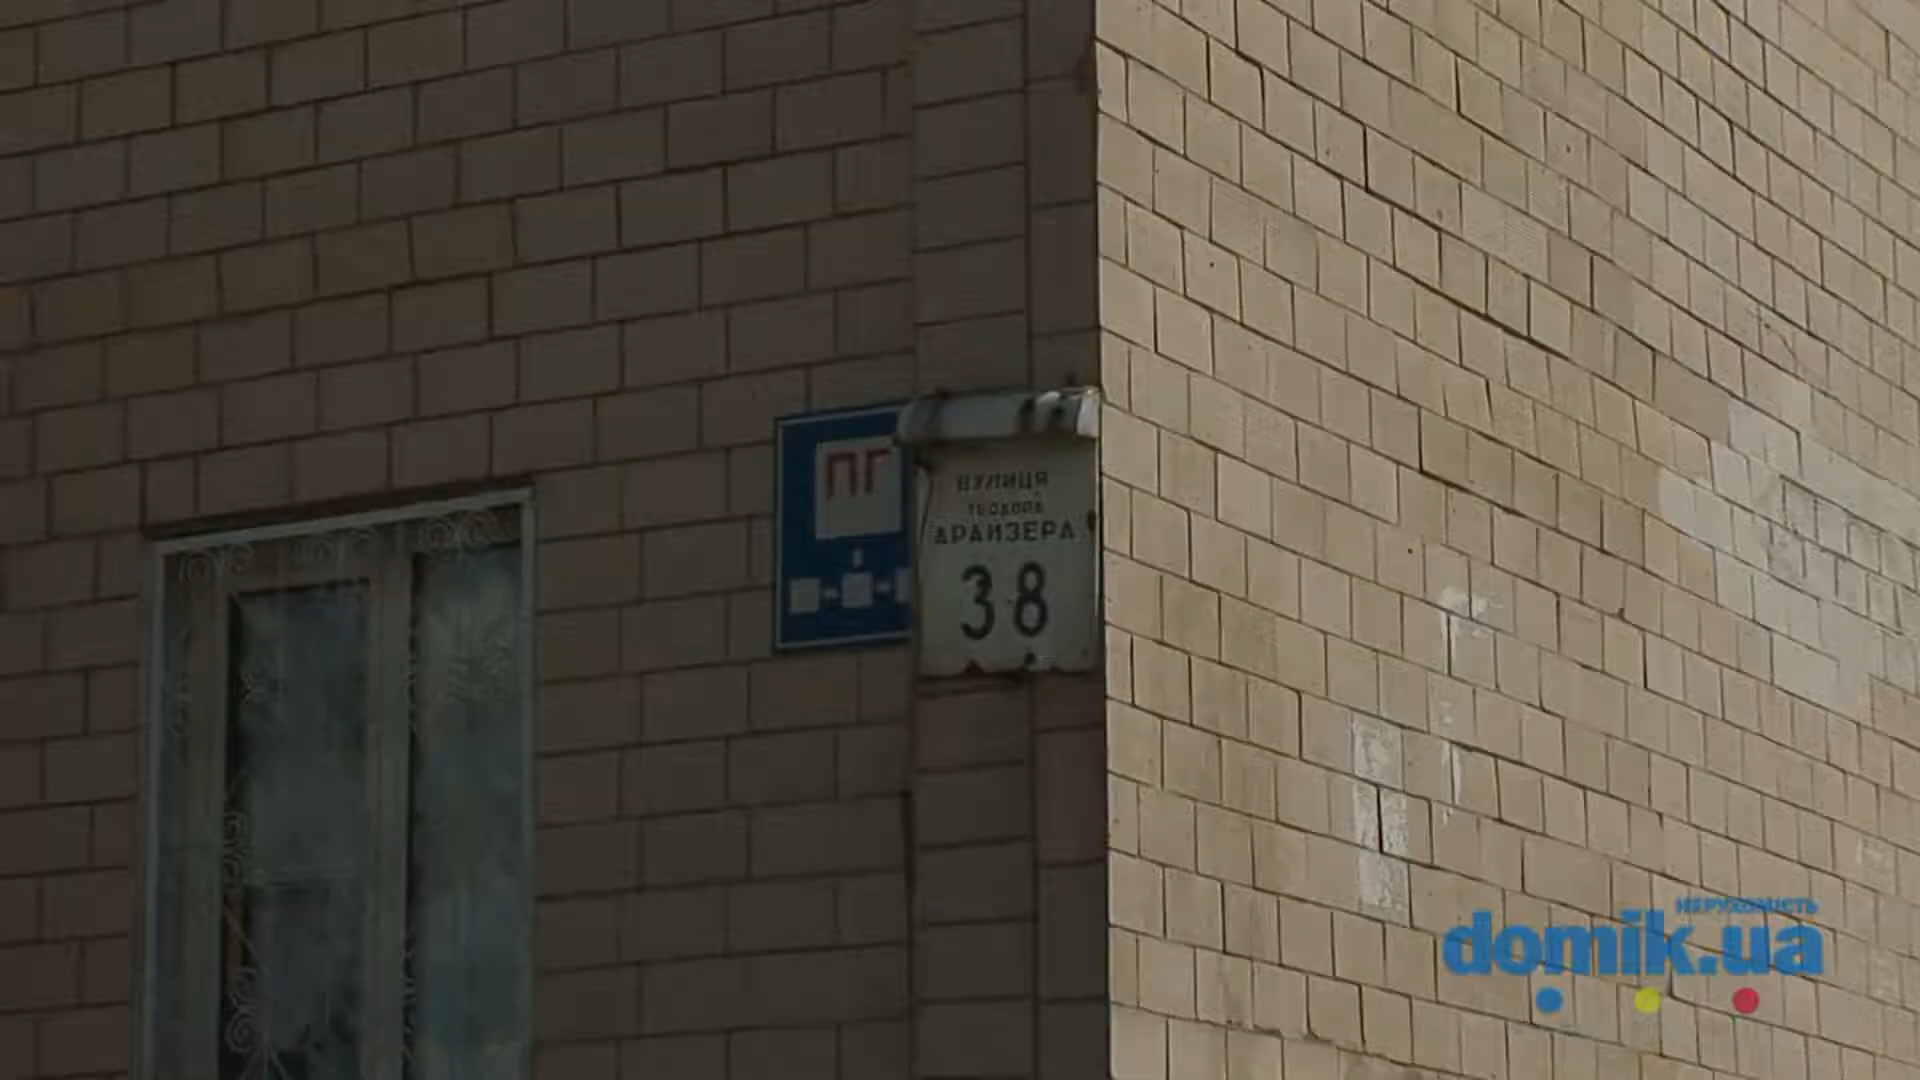 ПГ
ВУЛИЦЯ
ТЕОДОРА
ДРАЙЗЕРА
38
НЕРУХОМІСТЬ
domik.ua